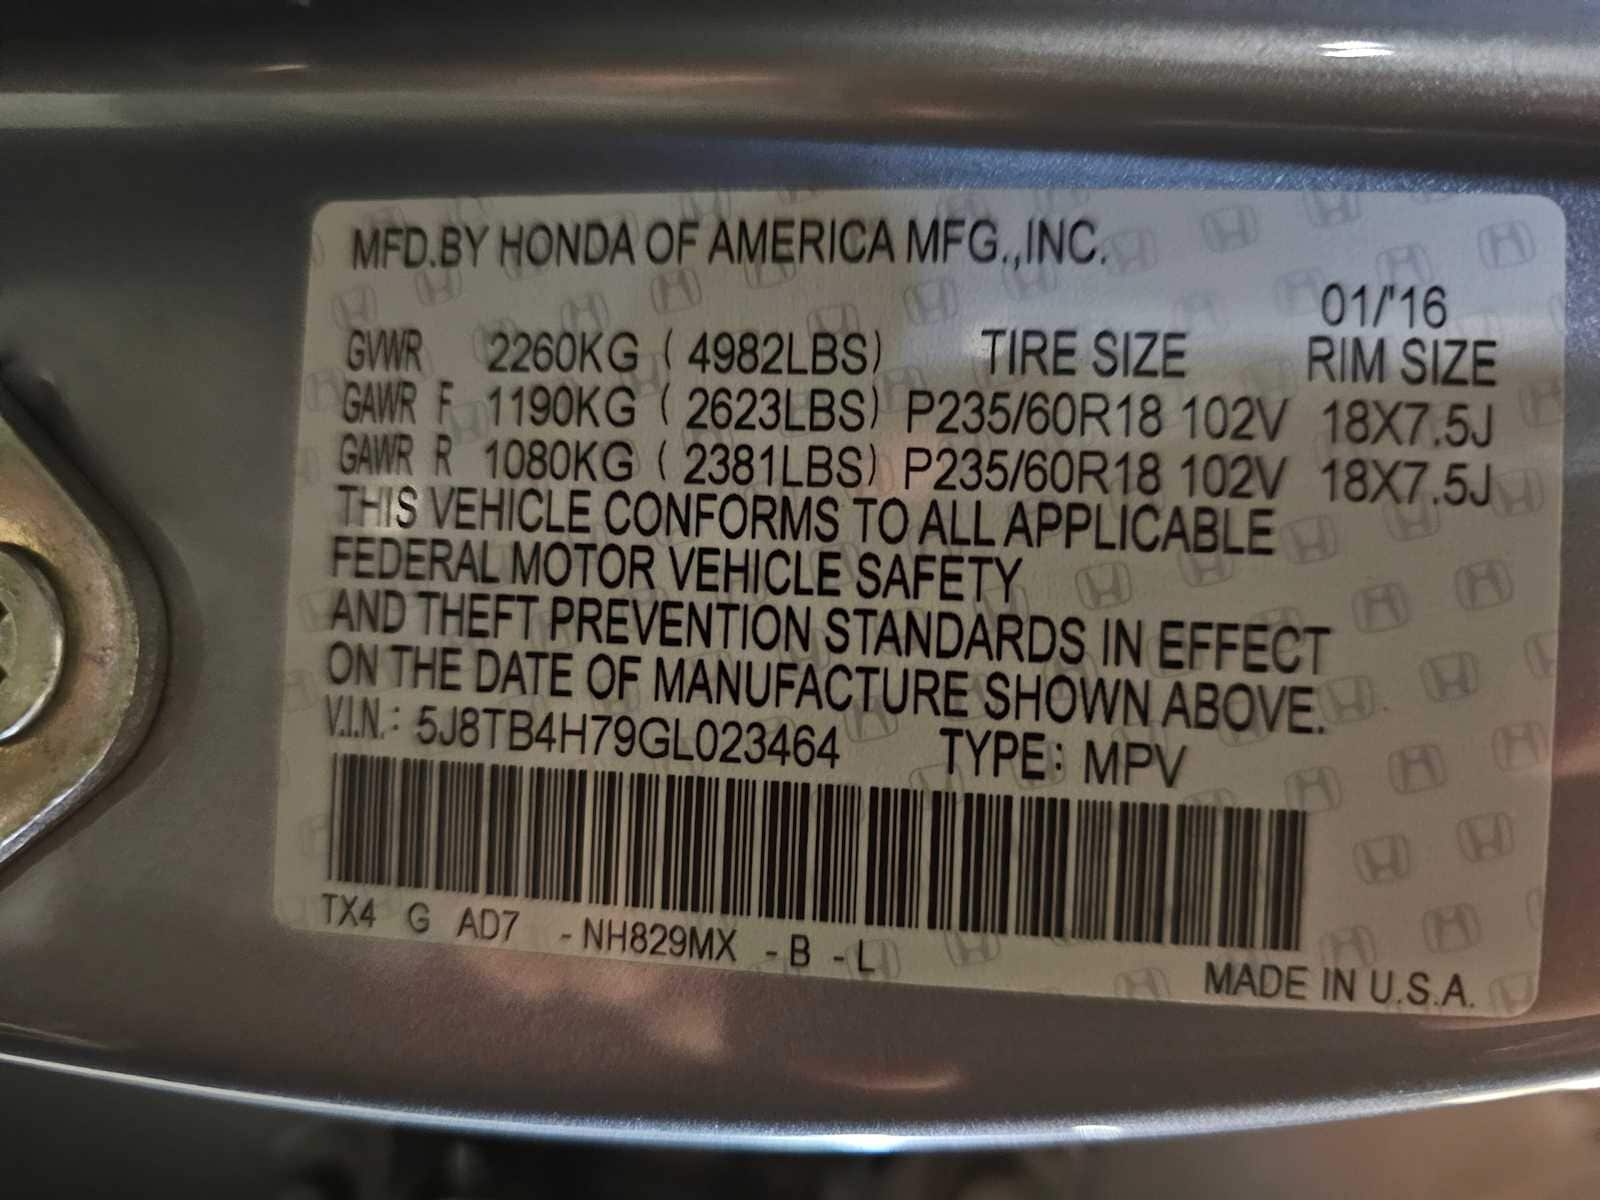 MFD.BY HONDA OF AMERICA MFG.,INC.
01/'16
GVWR 2260KG ( 4982LBS) TIRE SIZE RIM SIZE
GAWR F 1190KG ( 2623LBS) P235/60R18 102V 18X7.5J
GAWR R 1080KG ( 2381LBS) P235/60R18 102V 18X7.5J
THIS VEHICLE CONFORMS TO ALL APPLICABLE
FEDERAL MOTOR VEHICLE SAFETY
AND THEFT PREVENTION STANDARDS IN EFFECT
ON THE DATE OF MANUFACTURE SHOWN ABOVE.
V.I.N.: 5J8TB4H79GL023464 TYPE: MPV
TX4 G AD7 -NH829MX -B -L
MADE IN U.S.A.